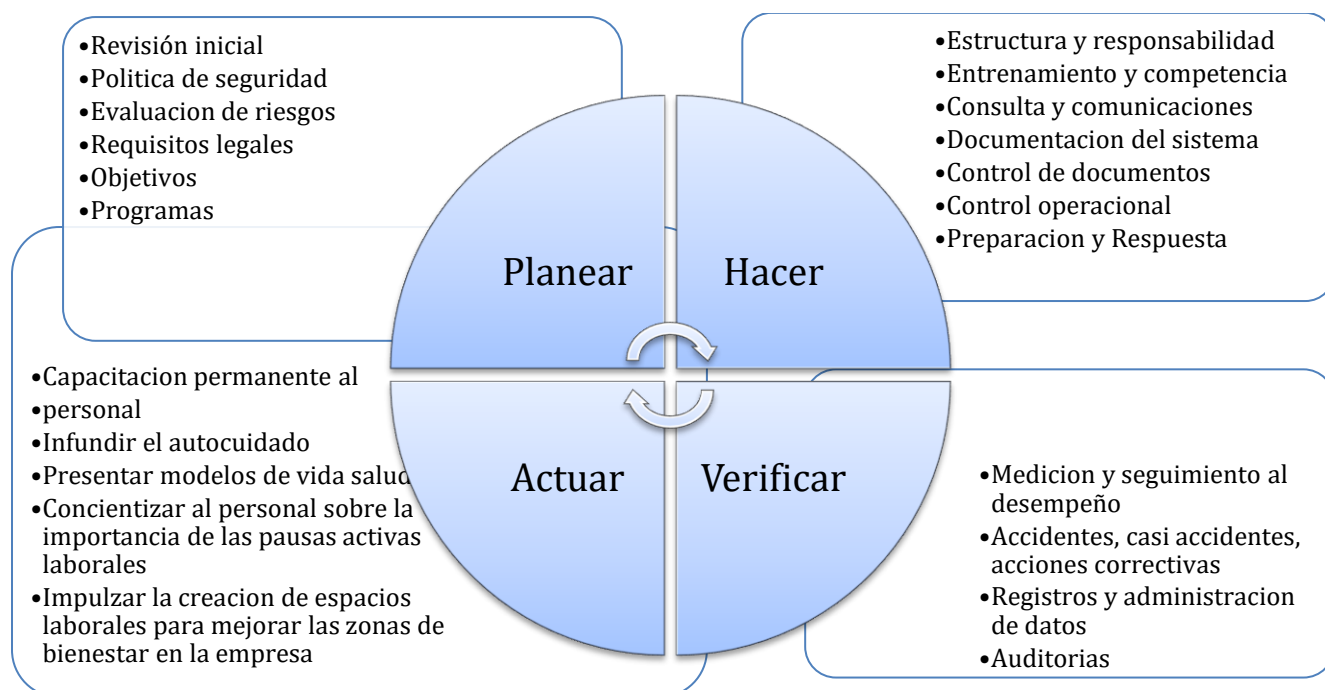 •Revisión inicial
•Politica de seguridad
•Evaluacion de riesgos
•Requisitos legales
•Objetivos
•Programas
•Estructura y responsabilidad
•Entrenamiento y competencia
•Consulta y comunicaciones
•Documentacion del sistema
•Control de documentos
•Control operacional
•Preparacion y Respuesta
Planear
Hacer
•Capacitacion permanente al
•personal
•Infundir el autocuidado
•Presentar modelos de vida salud
•Concientizar al personal sobre la
importancia de las pausas activas
laborales
•Impulzar la creacion de espacios
laborales para mejorar las zonas de
bienestar en la empresa
Actuar
Verificar
•Medicion y seguimiento al
desempeño
•Accidentes, casi accidentes,
acciones correctivas
•Registros y administracion
de datos
•Auditorias